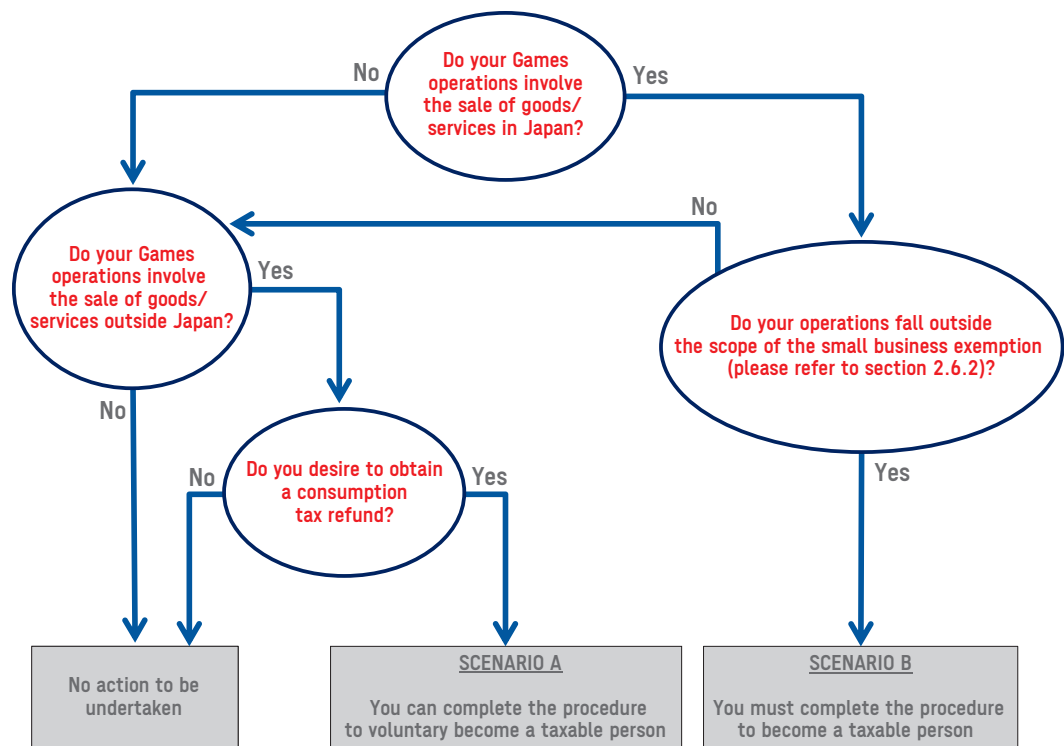 Do your Games
operations involve
the sale of goods/
services in Japan?
No
Yes
No
Do your Games
operations involve
the sale of goods/
services outside Japan?
Yes
Do your operations fall outside
the scope of the small business exemption
(please refer to section 2.6.2)?
No
Do you desire to obtain
a consumption
tax refund?
No
Yes
Yes
No action to be
undertaken
SCENARIO A
You can complete the procedure
to voluntary become a taxable person
SCENARIO B
You must complete the procedure
to become a taxable person